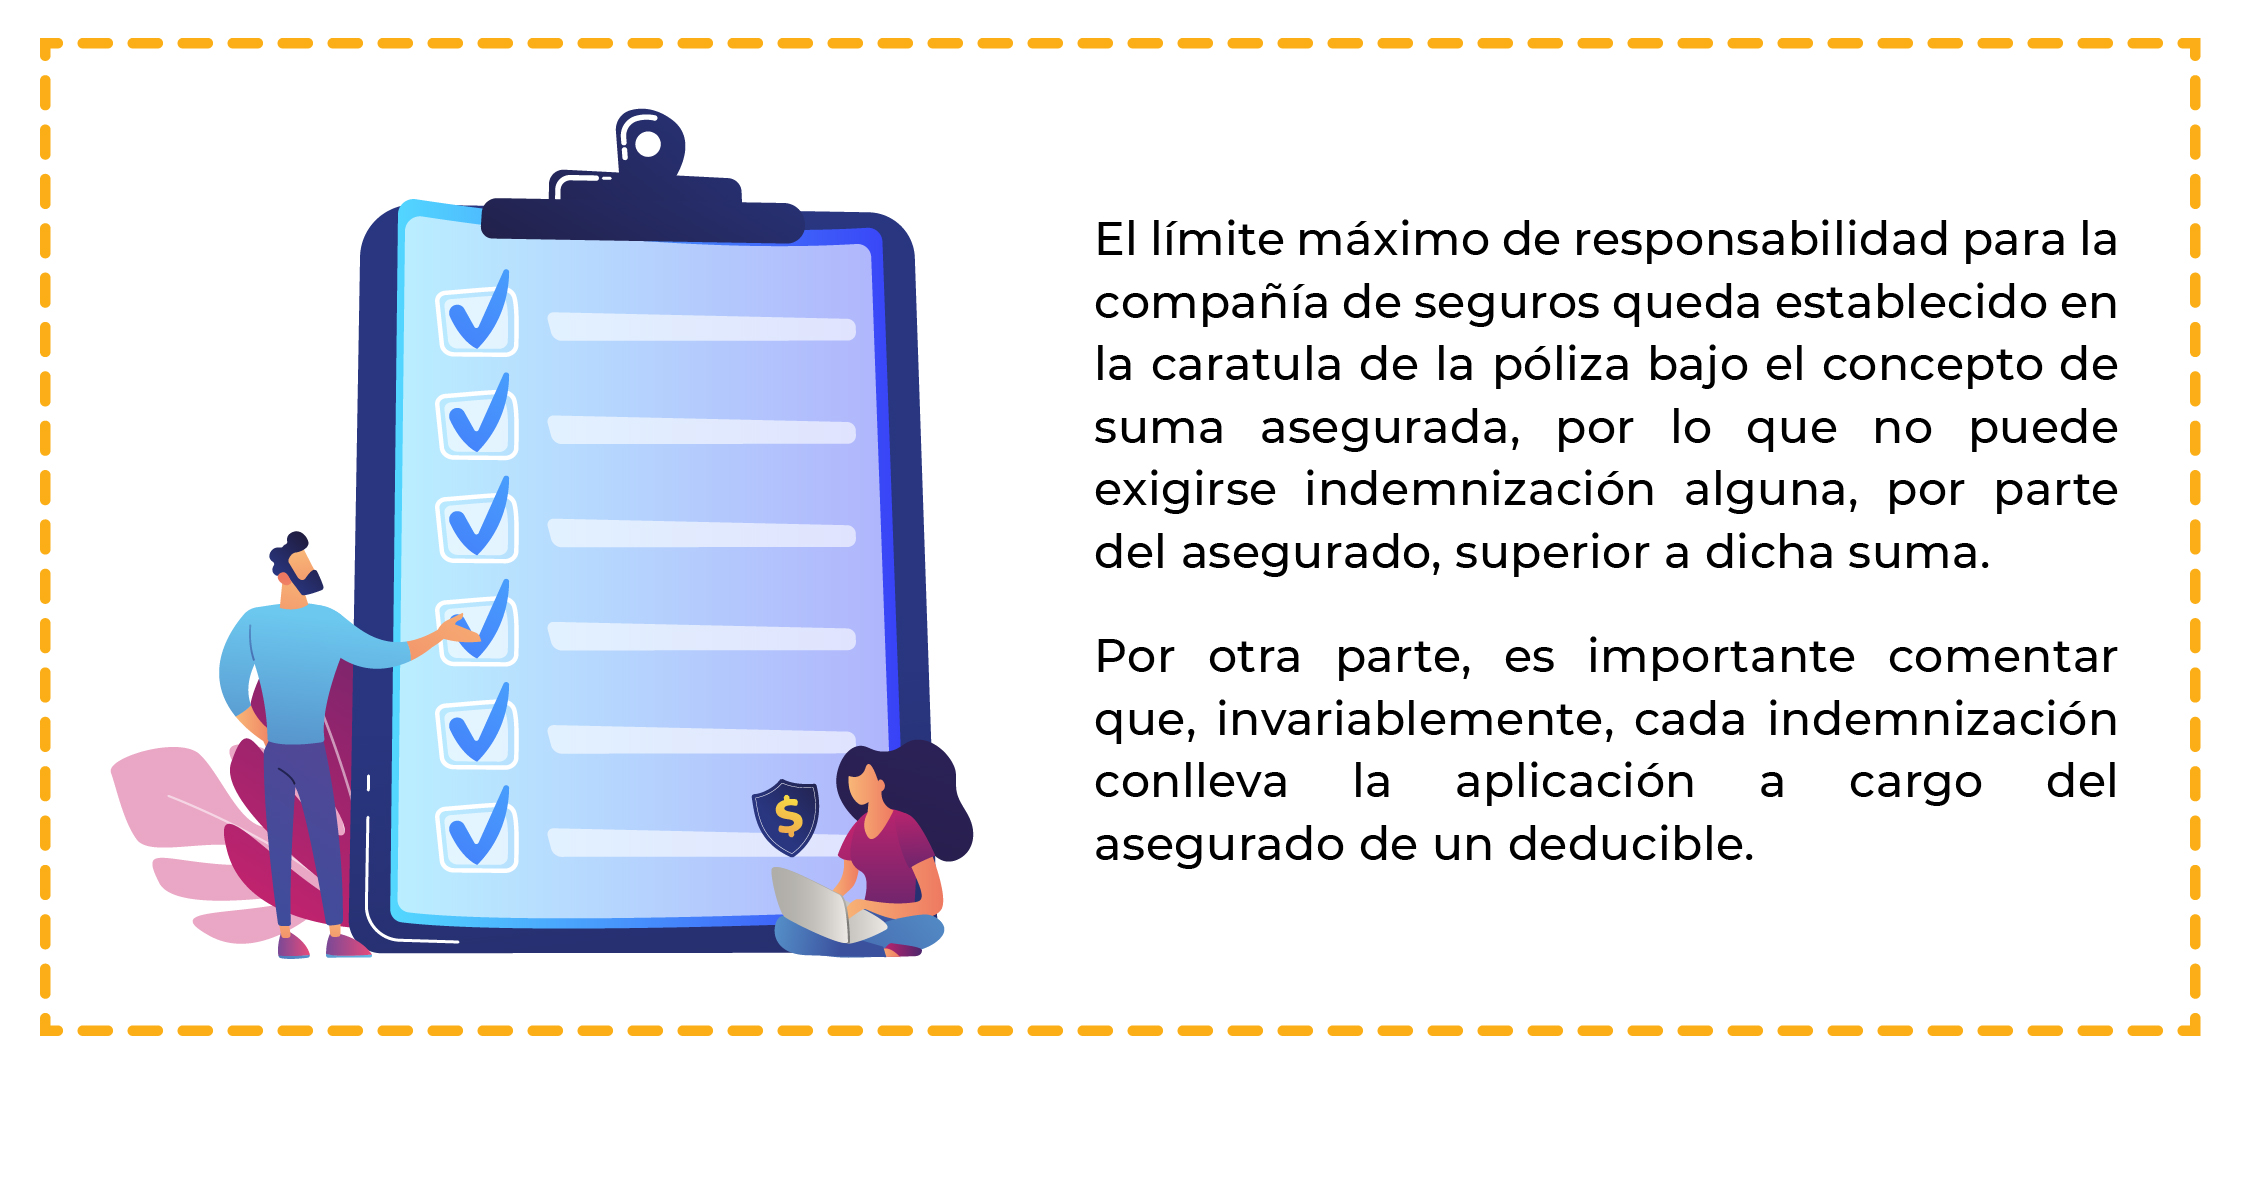 El límite máximo de responsabilidad para la
compañía de seguros queda establecido en
la caratula de la póliza bajo el concepto de
suma asegurada, por lo que no puede
exigirse indemnización alguna, por parte
del asegurado, superior a dicha suma.
Por otra parte, es importante comentar
que, invariablemente, cada indemnización
conlleva la aplicación a cargo del
asegurado de un deducible.
$